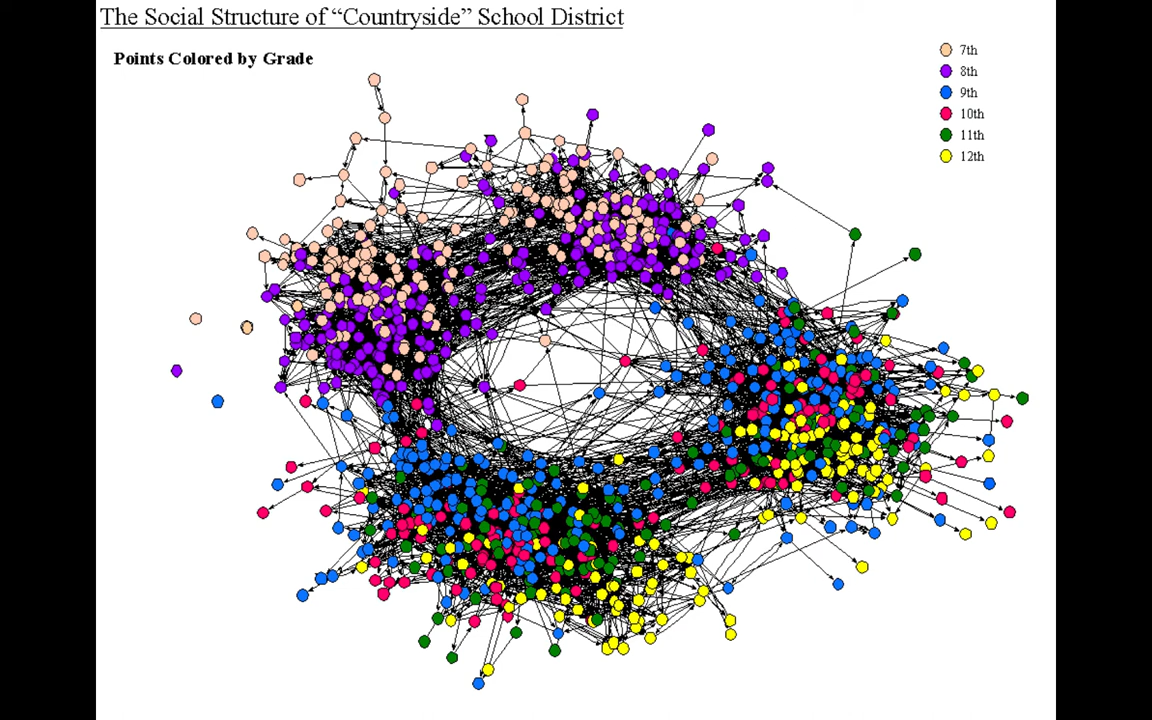 The Social Structure of “Countryside” School District
Points Colored by Grade
7th
8th
9th
10th
11th
12th